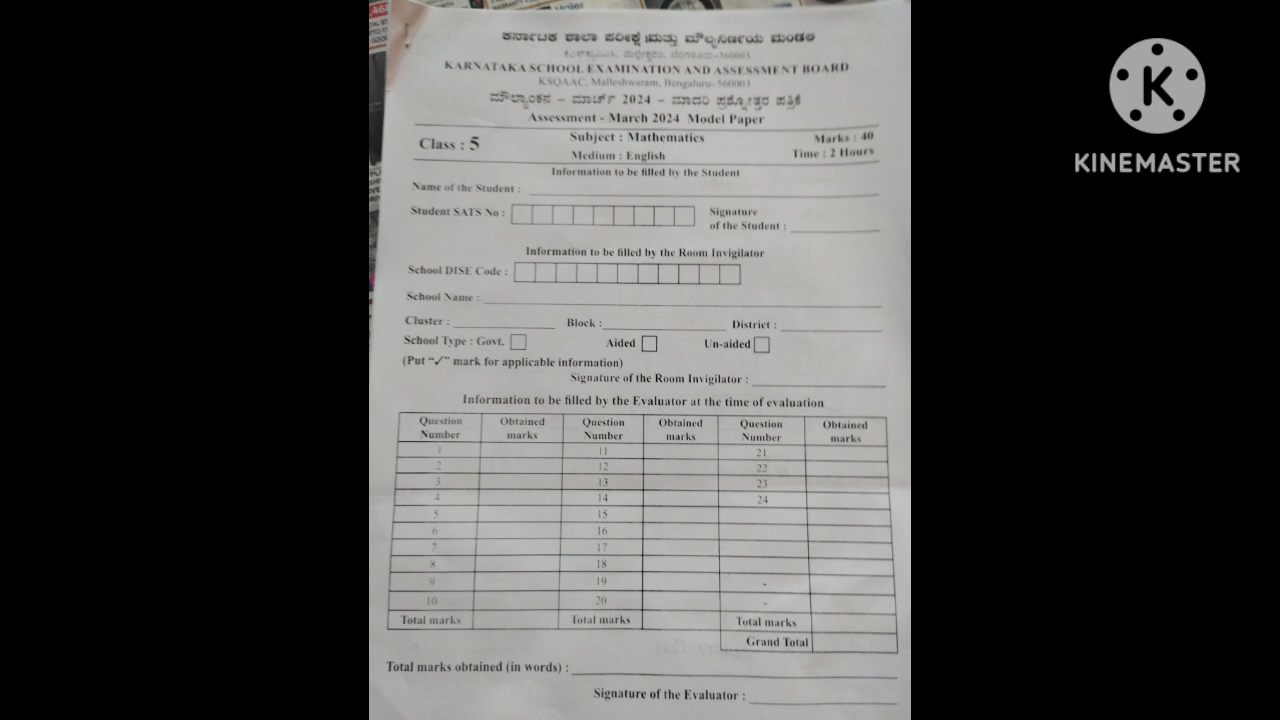 ಕರ್ನಾಟಕ ಶಾಲಾ ಪರೀಕ್ಷೆ ಮತ್ತು ಮೌಲ್ಯನಿರ್ಣಯ ಮಂಡಲಿ
ಮಲ್ಲೇಶ್ವರಂ, ಬೆಂಗಳೂರು-560003
KARNATAKA SCHOOL EXAMINATION AND ASSESSMENT BOARD
KSQAAC, Malleshwaram, Bengaluru-560003
ಮೌಲ್ಯಾಂಕನ - ಮಾರ್ಚ್ 2024 - ಮಾದರಿ ಪ್ರಶ್ನೋತ್ತರ ಪತ್ರಿಕೆ
Assessment - March 2024 Model Paper
Class : 5 Subject : Mathematics Marks : 40
Medium : English Time : 2 Hours
Information to be filled by the Student
Name of the Student :
Student SATS No : Signature
of the Student :
Information to be filled by the Room Invigilator
School DISE Code :
School Name :
Cluster : Block : District :
School Type : Govt. Aided Un-aided
(Put “✓” mark for applicable information)
Signature of the Room Invigilator :
Information to be filled by the Evaluator at the time of evaluation
Question Obtained Question Obtained Question Obtained
Number marks Number marks Number marks
1 11 21
2 12 22
3 13 23
4 14 24
5 15
6 16
7 17
8 18
9 19 -
10 20 -
Total marks Total marks Total marks
Grand Total
Total marks obtained (in words) :
Signature of the Evaluator :
K
KINEMASTER